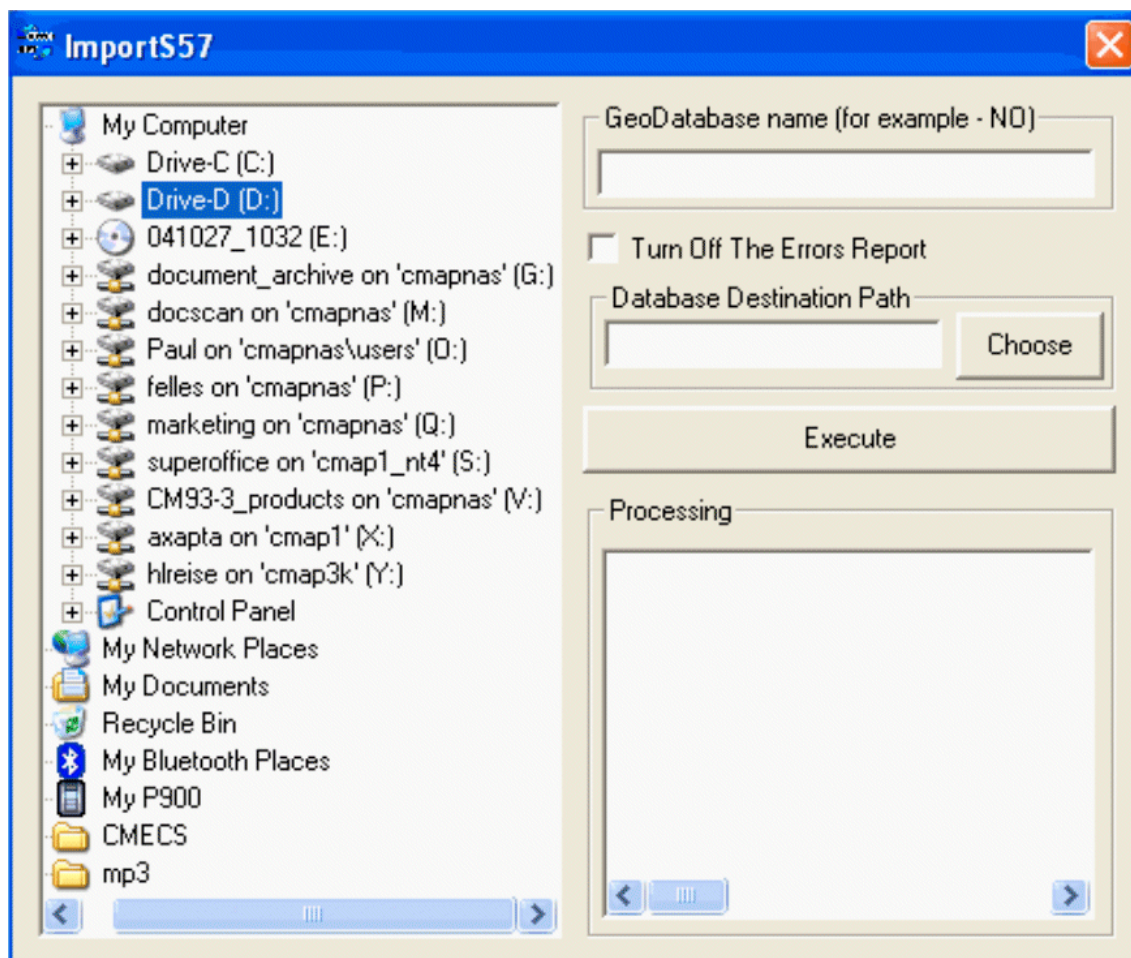 ImportS57
My Computer
Drive-C (C:)
Drive-D (D:)
041027_1032 (E:)
document_archive on 'cmapnas' (G:)
docscan on 'cmapnas' (M:)
Paul on 'cmapnas\users' (O:)
felles on 'cmapnas' (P:)
marketing on 'cmapnas' (Q:)
superoffice on 'cmap1_nt4' (S:)
CM93-3_products on 'cmapnas' (V:)
axapta on 'cmap1' (X:)
hlreise on 'cmap3k' (Y:)
Control Panel
My Network Places
My Documents
Recycle Bin
My Bluetooth Places
My P900
CMECS
mp3
GeoDatabase name (for example - NO)
Turn Off The Errors Report
Database Destination Path
Choose
Execute
Processing